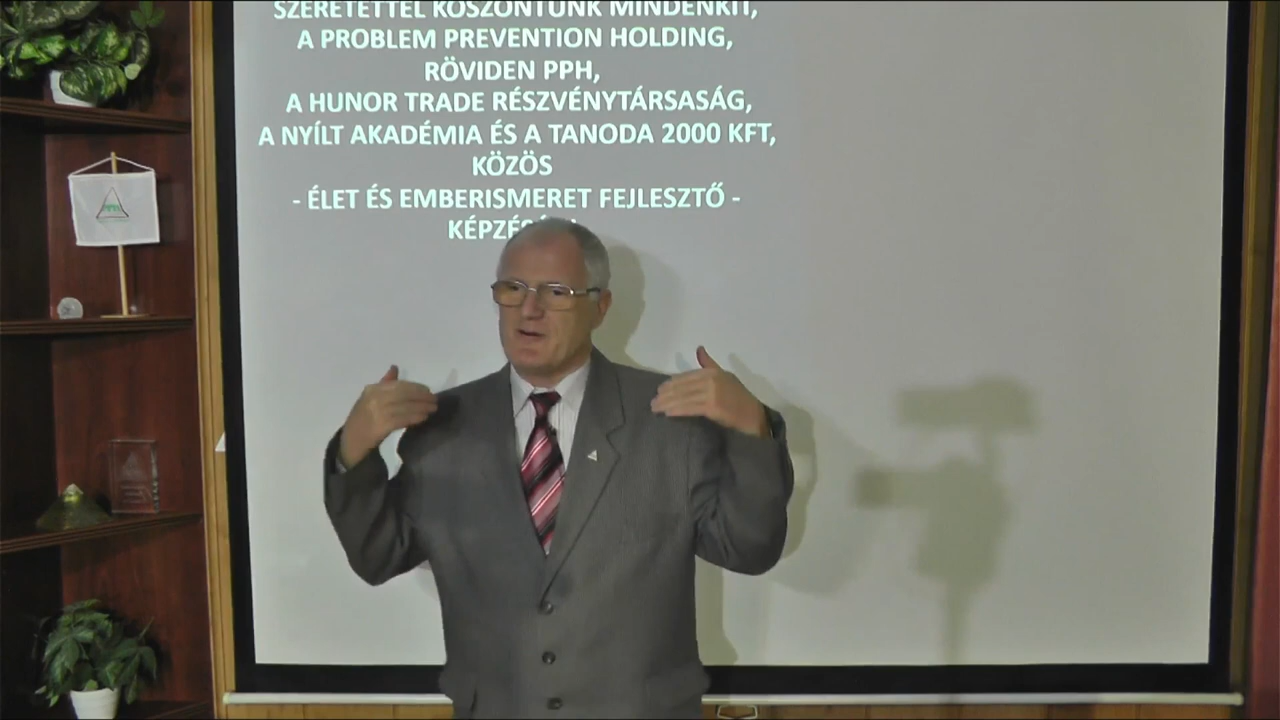 SZERETETTEL KÖSZÖNTÜNK MINDENKIT,
A PROBLEM PREVENTION HOLDING,
RÖVIDEN PPH,
A HUNOR TRADE RÉSZVÉNYTÁRSASÁG,
A NYÍLT AKADÉMIA ÉS A TANODA 2000 KFT,
KÖZÖS
- ÉLET ÉS EMBERISMERET FEJLESZTŐ -